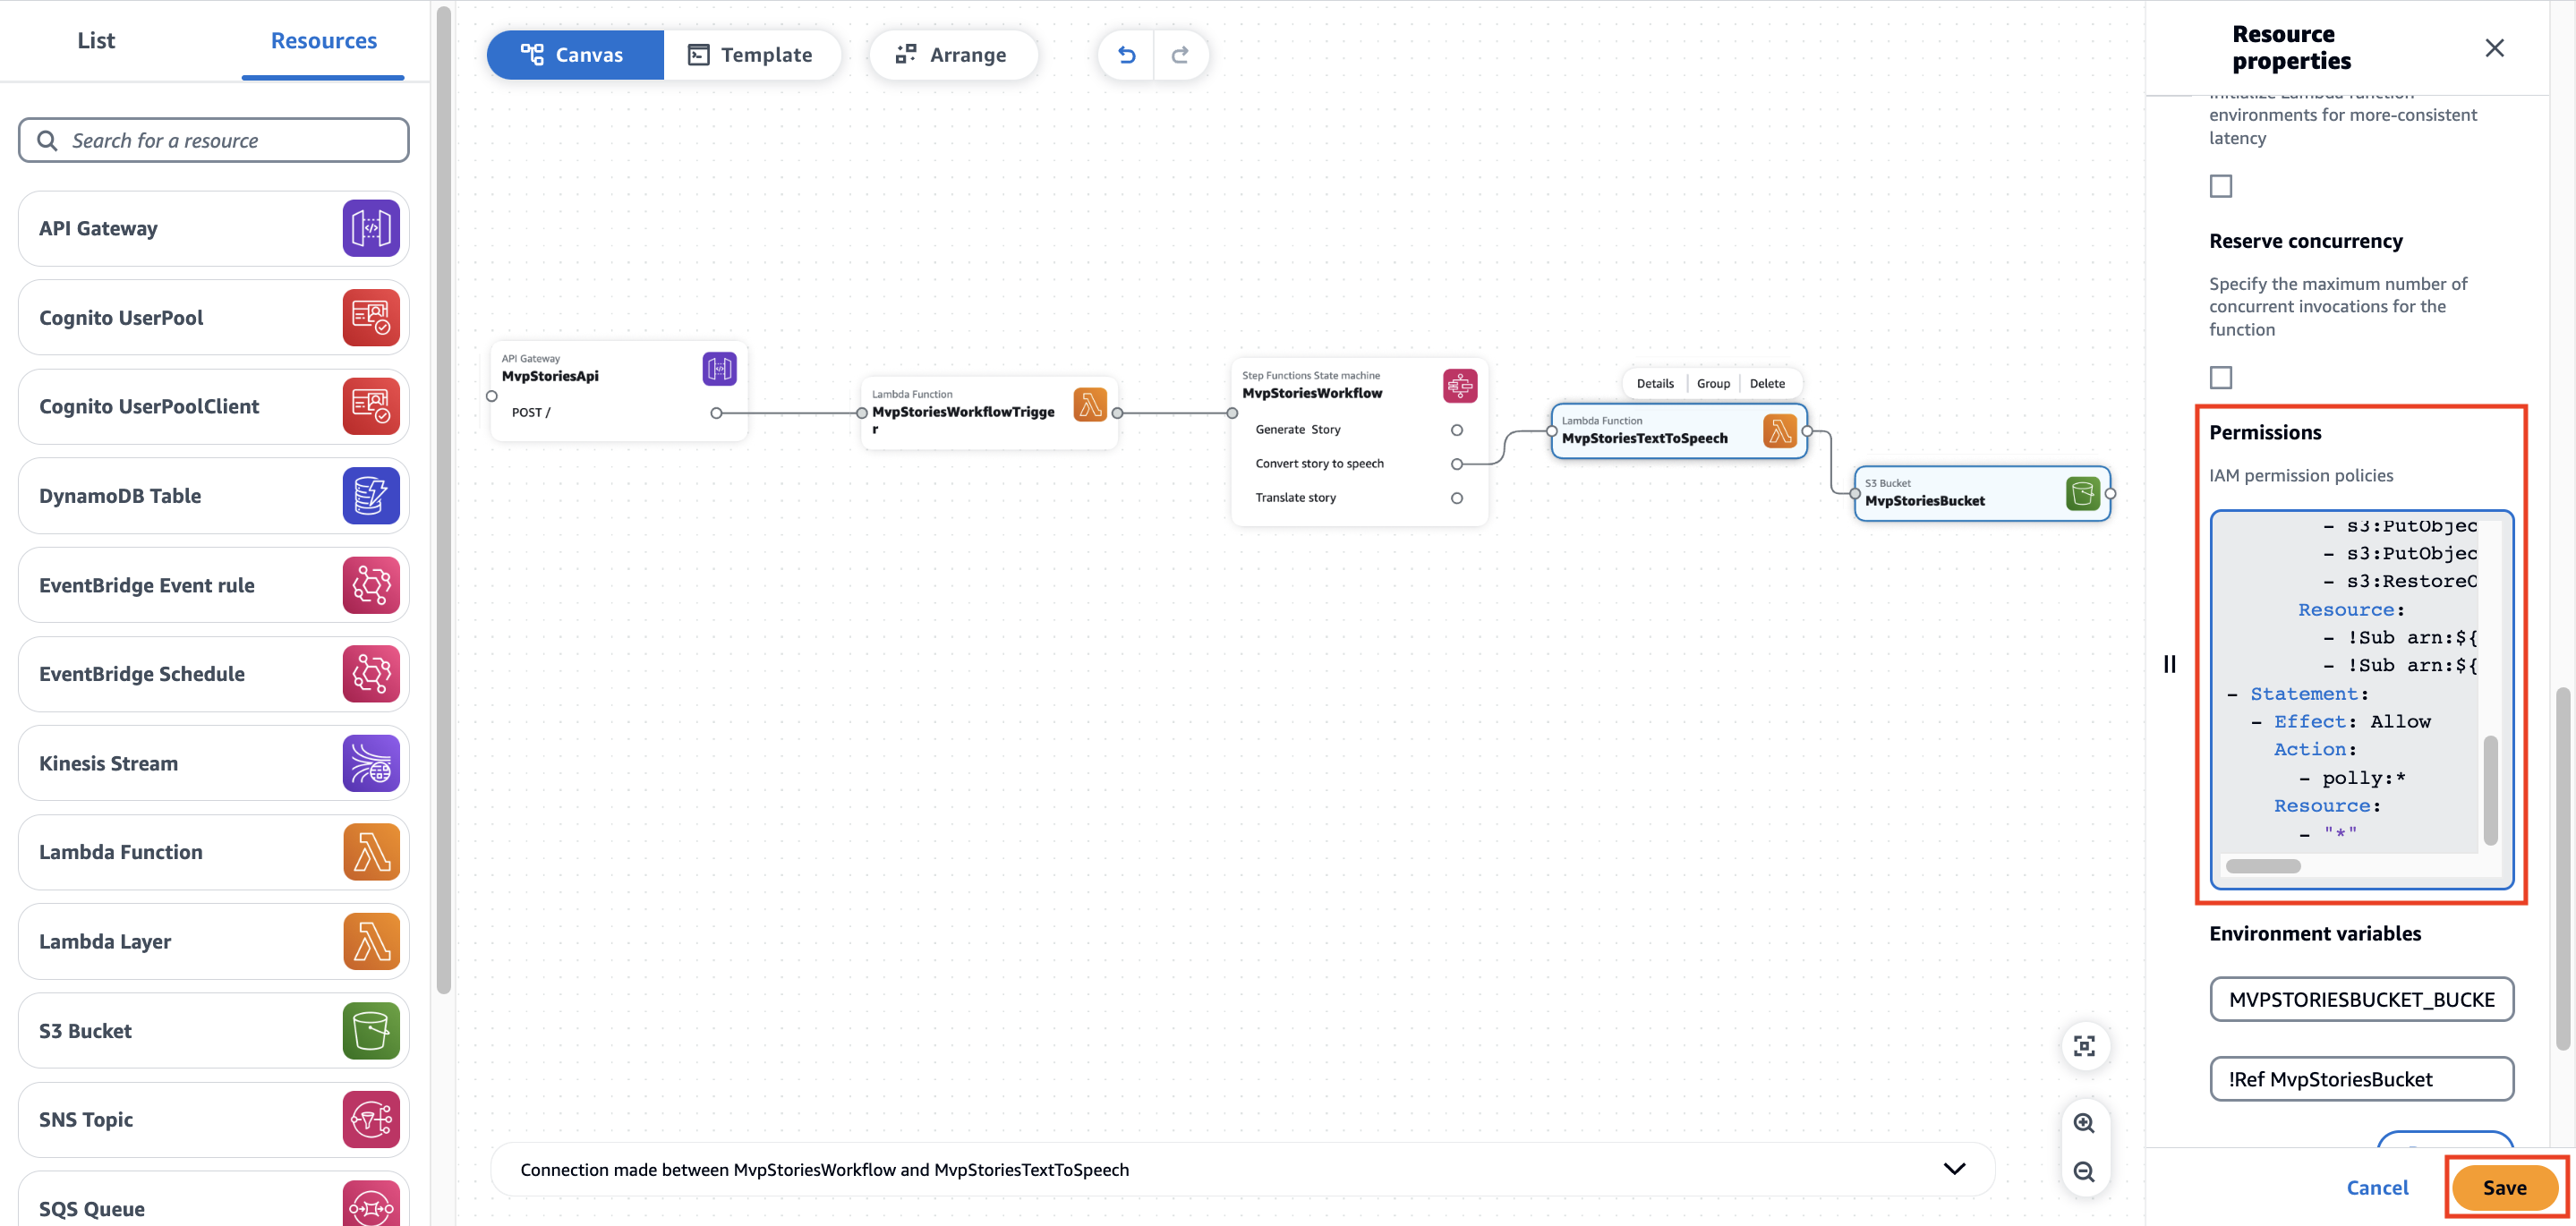 List
Resources
Search for a resource
API Gateway
Cognito UserPool
Cognito UserPoolClient
DynamoDB Table
EventBridge Event rule
EventBridge Schedule
Kinesis Stream
Lambda Function
Lambda Layer
S3 Bucket
SNS Topic
SQS Queue
Canvas
Template
Arrange
API Gateway
MvpStoriesApi
POST /
Lambda Function
MvpStoriesWorkflowTrigge
r
Step Functions State machine
MvpStoriesWorkflow
Generate Story
Convert story to speech
Translate story
Details
Group
Delete
Lambda Function
MvpStoriesTextToSpeech
S3 Bucket
MvpStoriesBucket
Connection made between MvpStoriesWorkflow and MvpStoriesTextToSpeech
Resource
properties
initialize Lambda function
environments for more-consistent
latency
Reserve concurrency
Specify the maximum number of
concurrent invocations for the
function
Permissions
IAM permission policies
- s3:PutObjec
- s3:PutObjec
- s3:RestoreO
Resource:
- !Sub arn:${
- !Sub arn:${
- Statement:
- Effect: Allow
Action:
- polly:*
Resource:
- "*"
Environment variables
MVPSTORIESBUCKET_BUCKE
!Ref MvpStoriesBucket
Cancel
Save